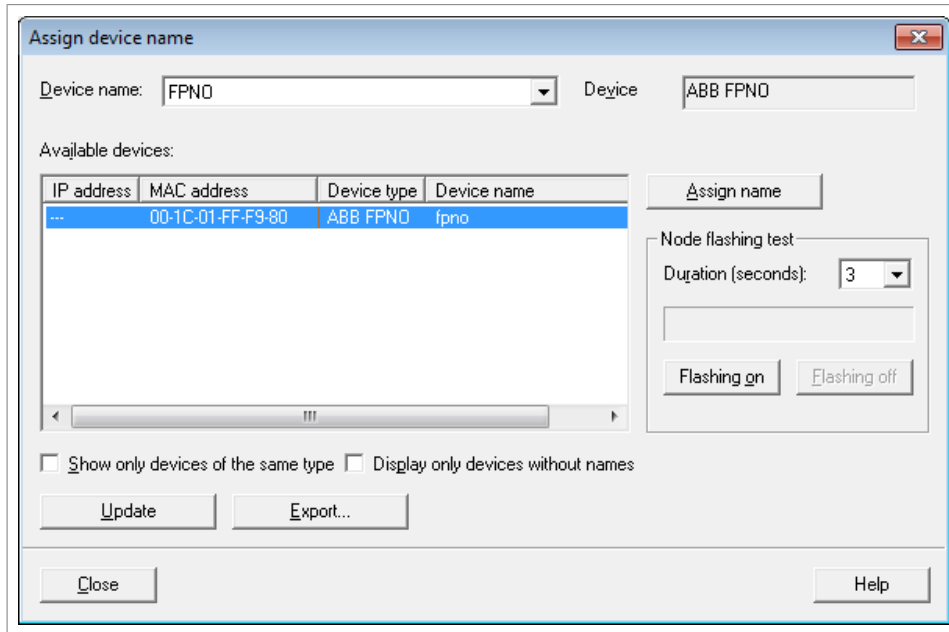 Assign device name
Device name: FPNO Device ABB FPNO
Available devices:
IP address MAC address Device type Device name
--- 00-1C-01-FF-F9-80 ABB FPNO fpno
Assign name
Node flashing test
Duration (seconds): 3
Flashing on Flashing off
Show only devices of the same type Display only devices without names
Update Export...
Close Help